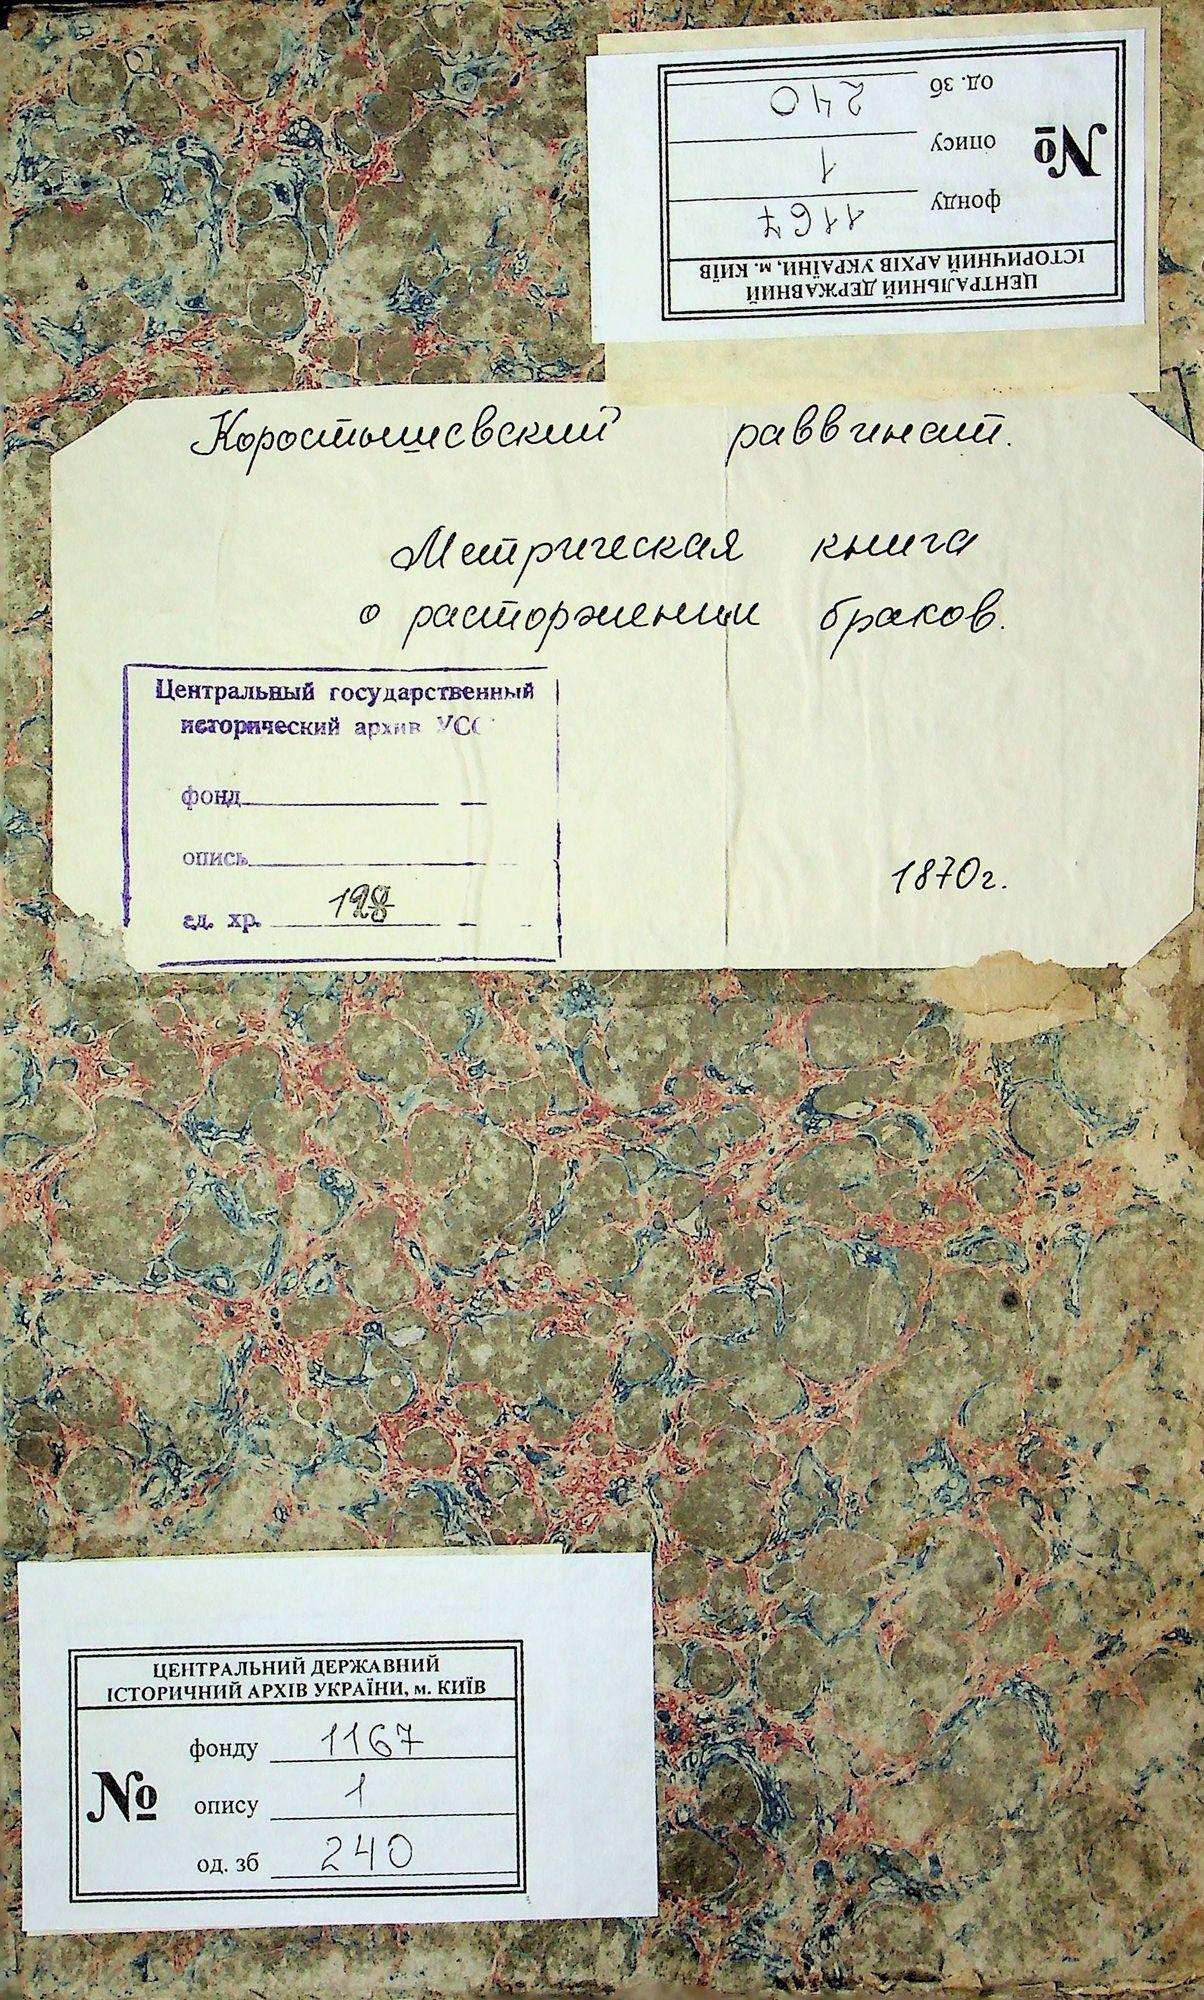 ЦЕНТРАЛЬНИЙ ДЕРЖАВНИЙ
ІСТОРИЧНИЙ АРХІВ УКРАЇНИ, м. КИЇВ
№
фонду 1167
опису 1
од. зб 240
Коростышевский раввинат.
Метрическая книга
о расторжении браков.
Центральный государственный
исторический архив УСС
фонд
опись
ед. хр.
1870г.
ЦЕНТРАЛЬНИЙ ДЕРЖАВНИЙ
ІСТОРИЧНИЙ АРХІВ УКРАЇНИ, м. КИЇВ
№
фонду 1167
опису 1
од. зб 240